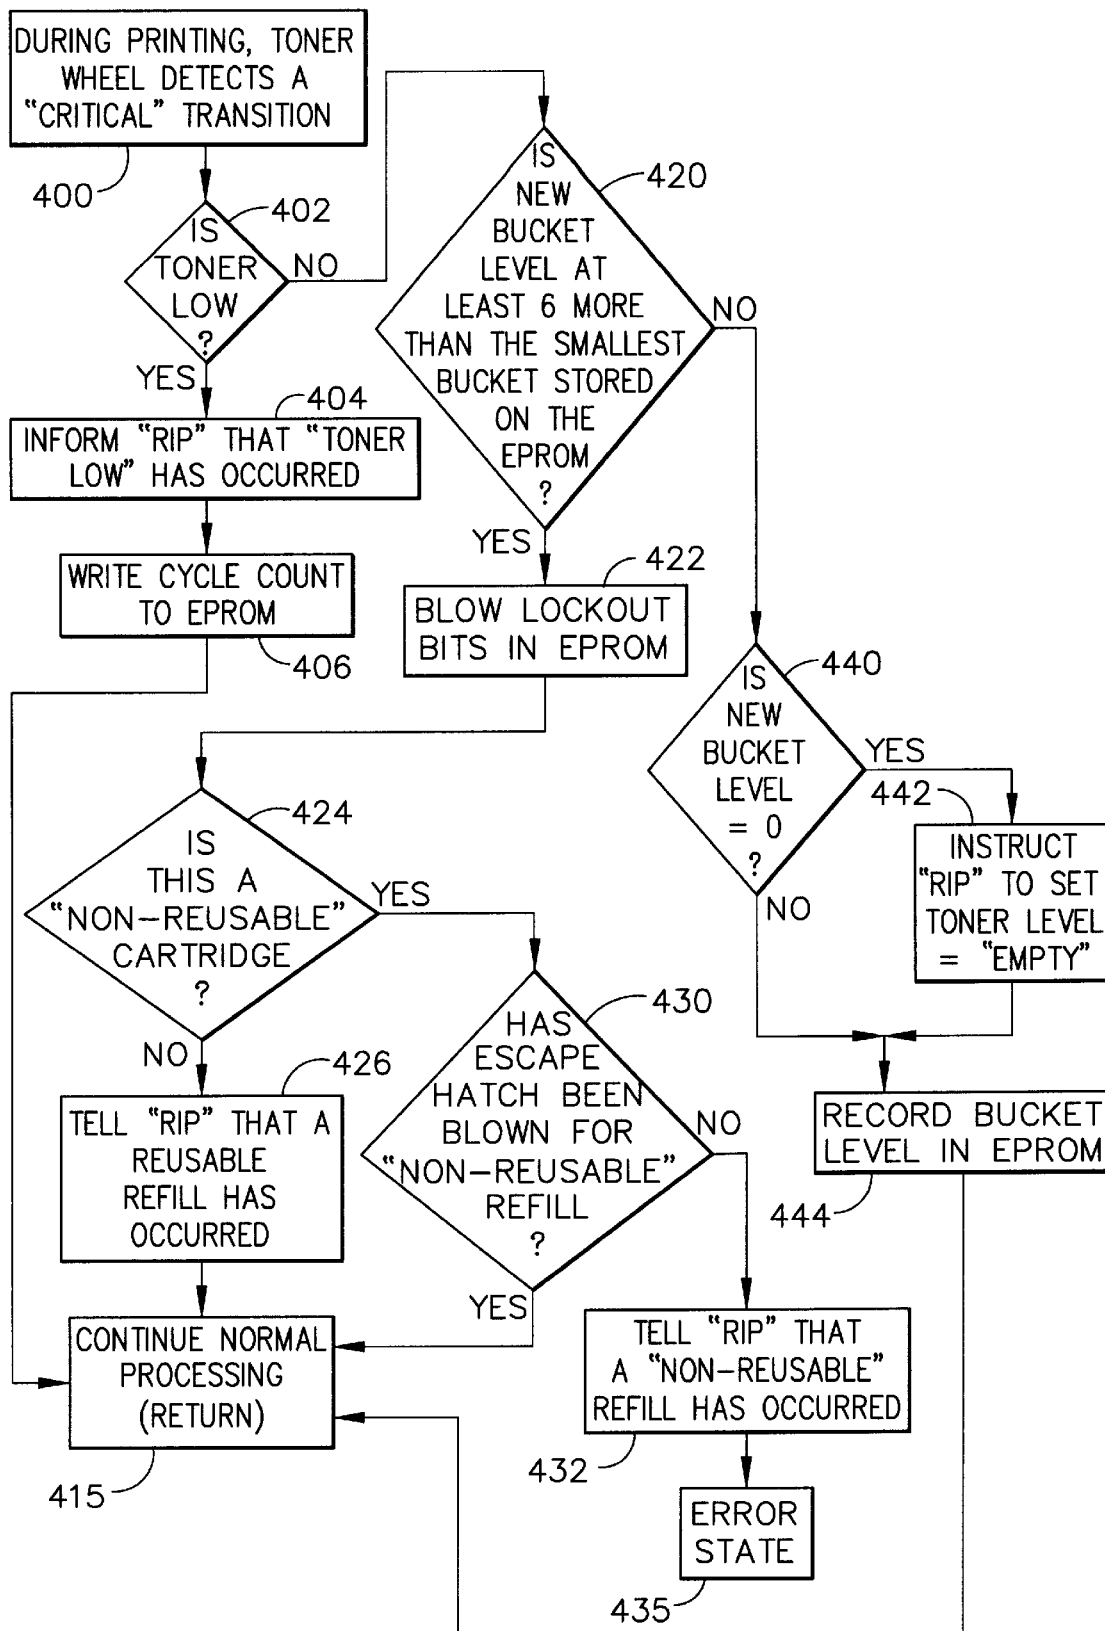 DURING PRINTING, TONER
WHEEL DETECTS A
"CRITICAL" TRANSITION
400
402
IS
TONER
LOW
?
NO
YES
404
INFORM "RIP" THAT "TONER
LOW" HAS OCCURRED
WRITE CYCLE COUNT
TO EPROM
406
420
IS
NEW
BUCKET
LEVEL AT
LEAST 6 MORE
THAN THE SMALLEST
BUCKET STORED
ON THE
EPROM
?
NO
YES
422
BLOW LOCKOUT
BITS IN EPROM
440
IS
NEW
BUCKET
LEVEL
= 0
?
YES
NO
442
INSTRUCT
"RIP" TO SET
TONER LEVEL
= "EMPTY"
424
IS
THIS A
"NON-REUSABLE"
CARTRIDGE
?
YES
NO
426
TELL "RIP" THAT A
REUSABLE
REFILL HAS
OCCURRED
430
HAS
ESCAPE
HATCH BEEN
BLOWN FOR
"NON-REUSABLE"
REFILL
?
NO
YES
RECORD BUCKET
LEVEL IN EPROM
444
CONTINUE NORMAL
PROCESSING
(RETURN)
415
TELL "RIP" THAT
A "NON-REUSABLE"
REFILL HAS OCCURRED
432
ERROR
STATE
435